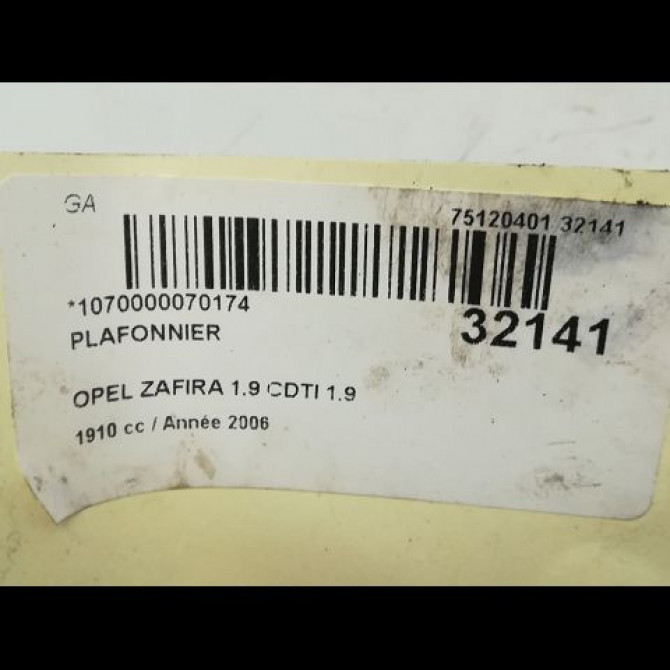 GA
75120401 32141
*1070000070174
32141
PLAFONNIER
OPEL ZAFIRA 1.9 CDTI 1.9
1910 cc / Année 2006